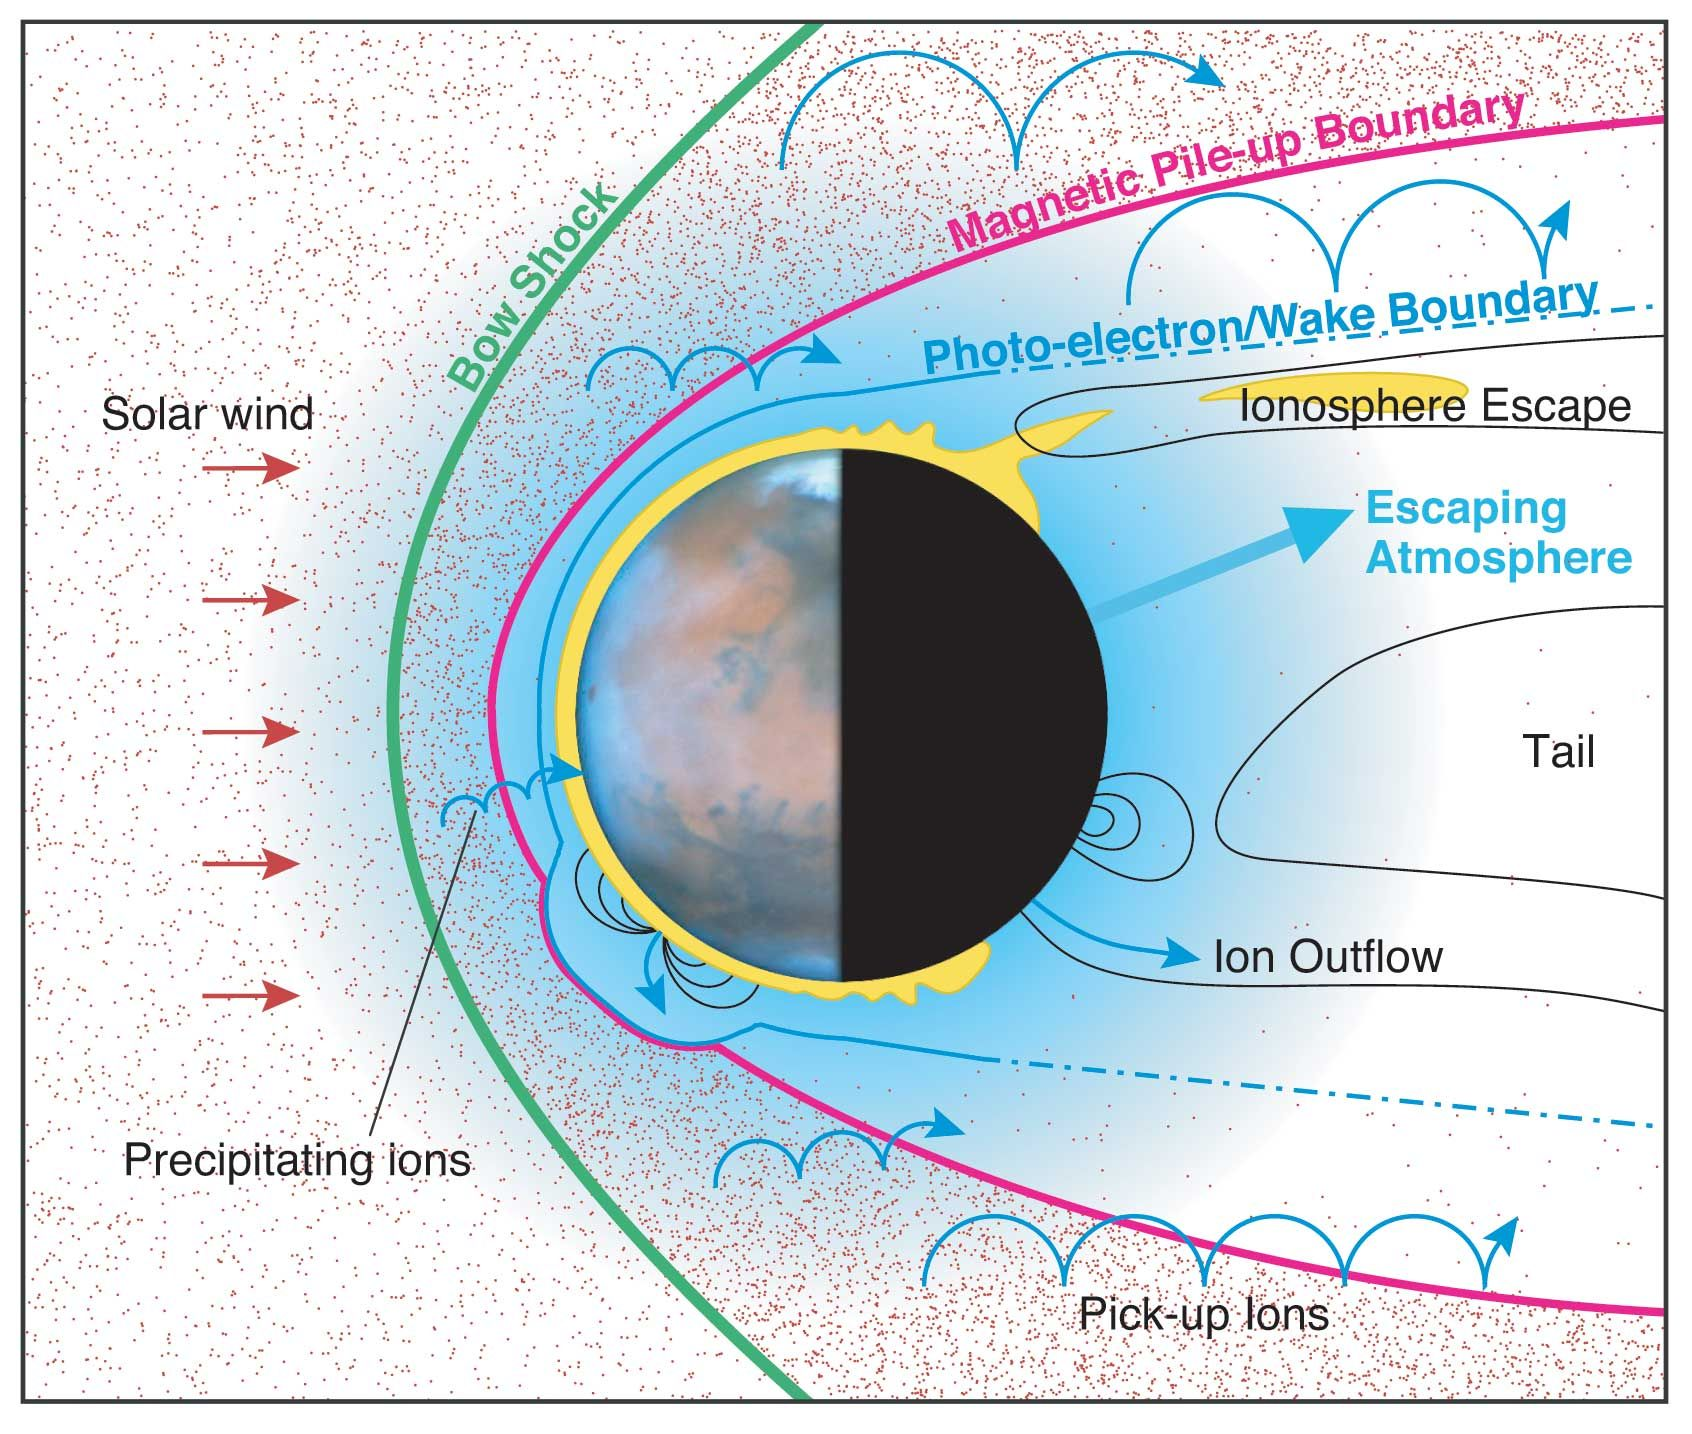 Magnetic Pile-up Boundary
Bow Shock
Photo-electron/Wake Boundary
Solar wind
Ionosphere Escape
Escaping
Atmosphere
Tail
Ion Outflow
Precipitating ions
Pick-up Ions